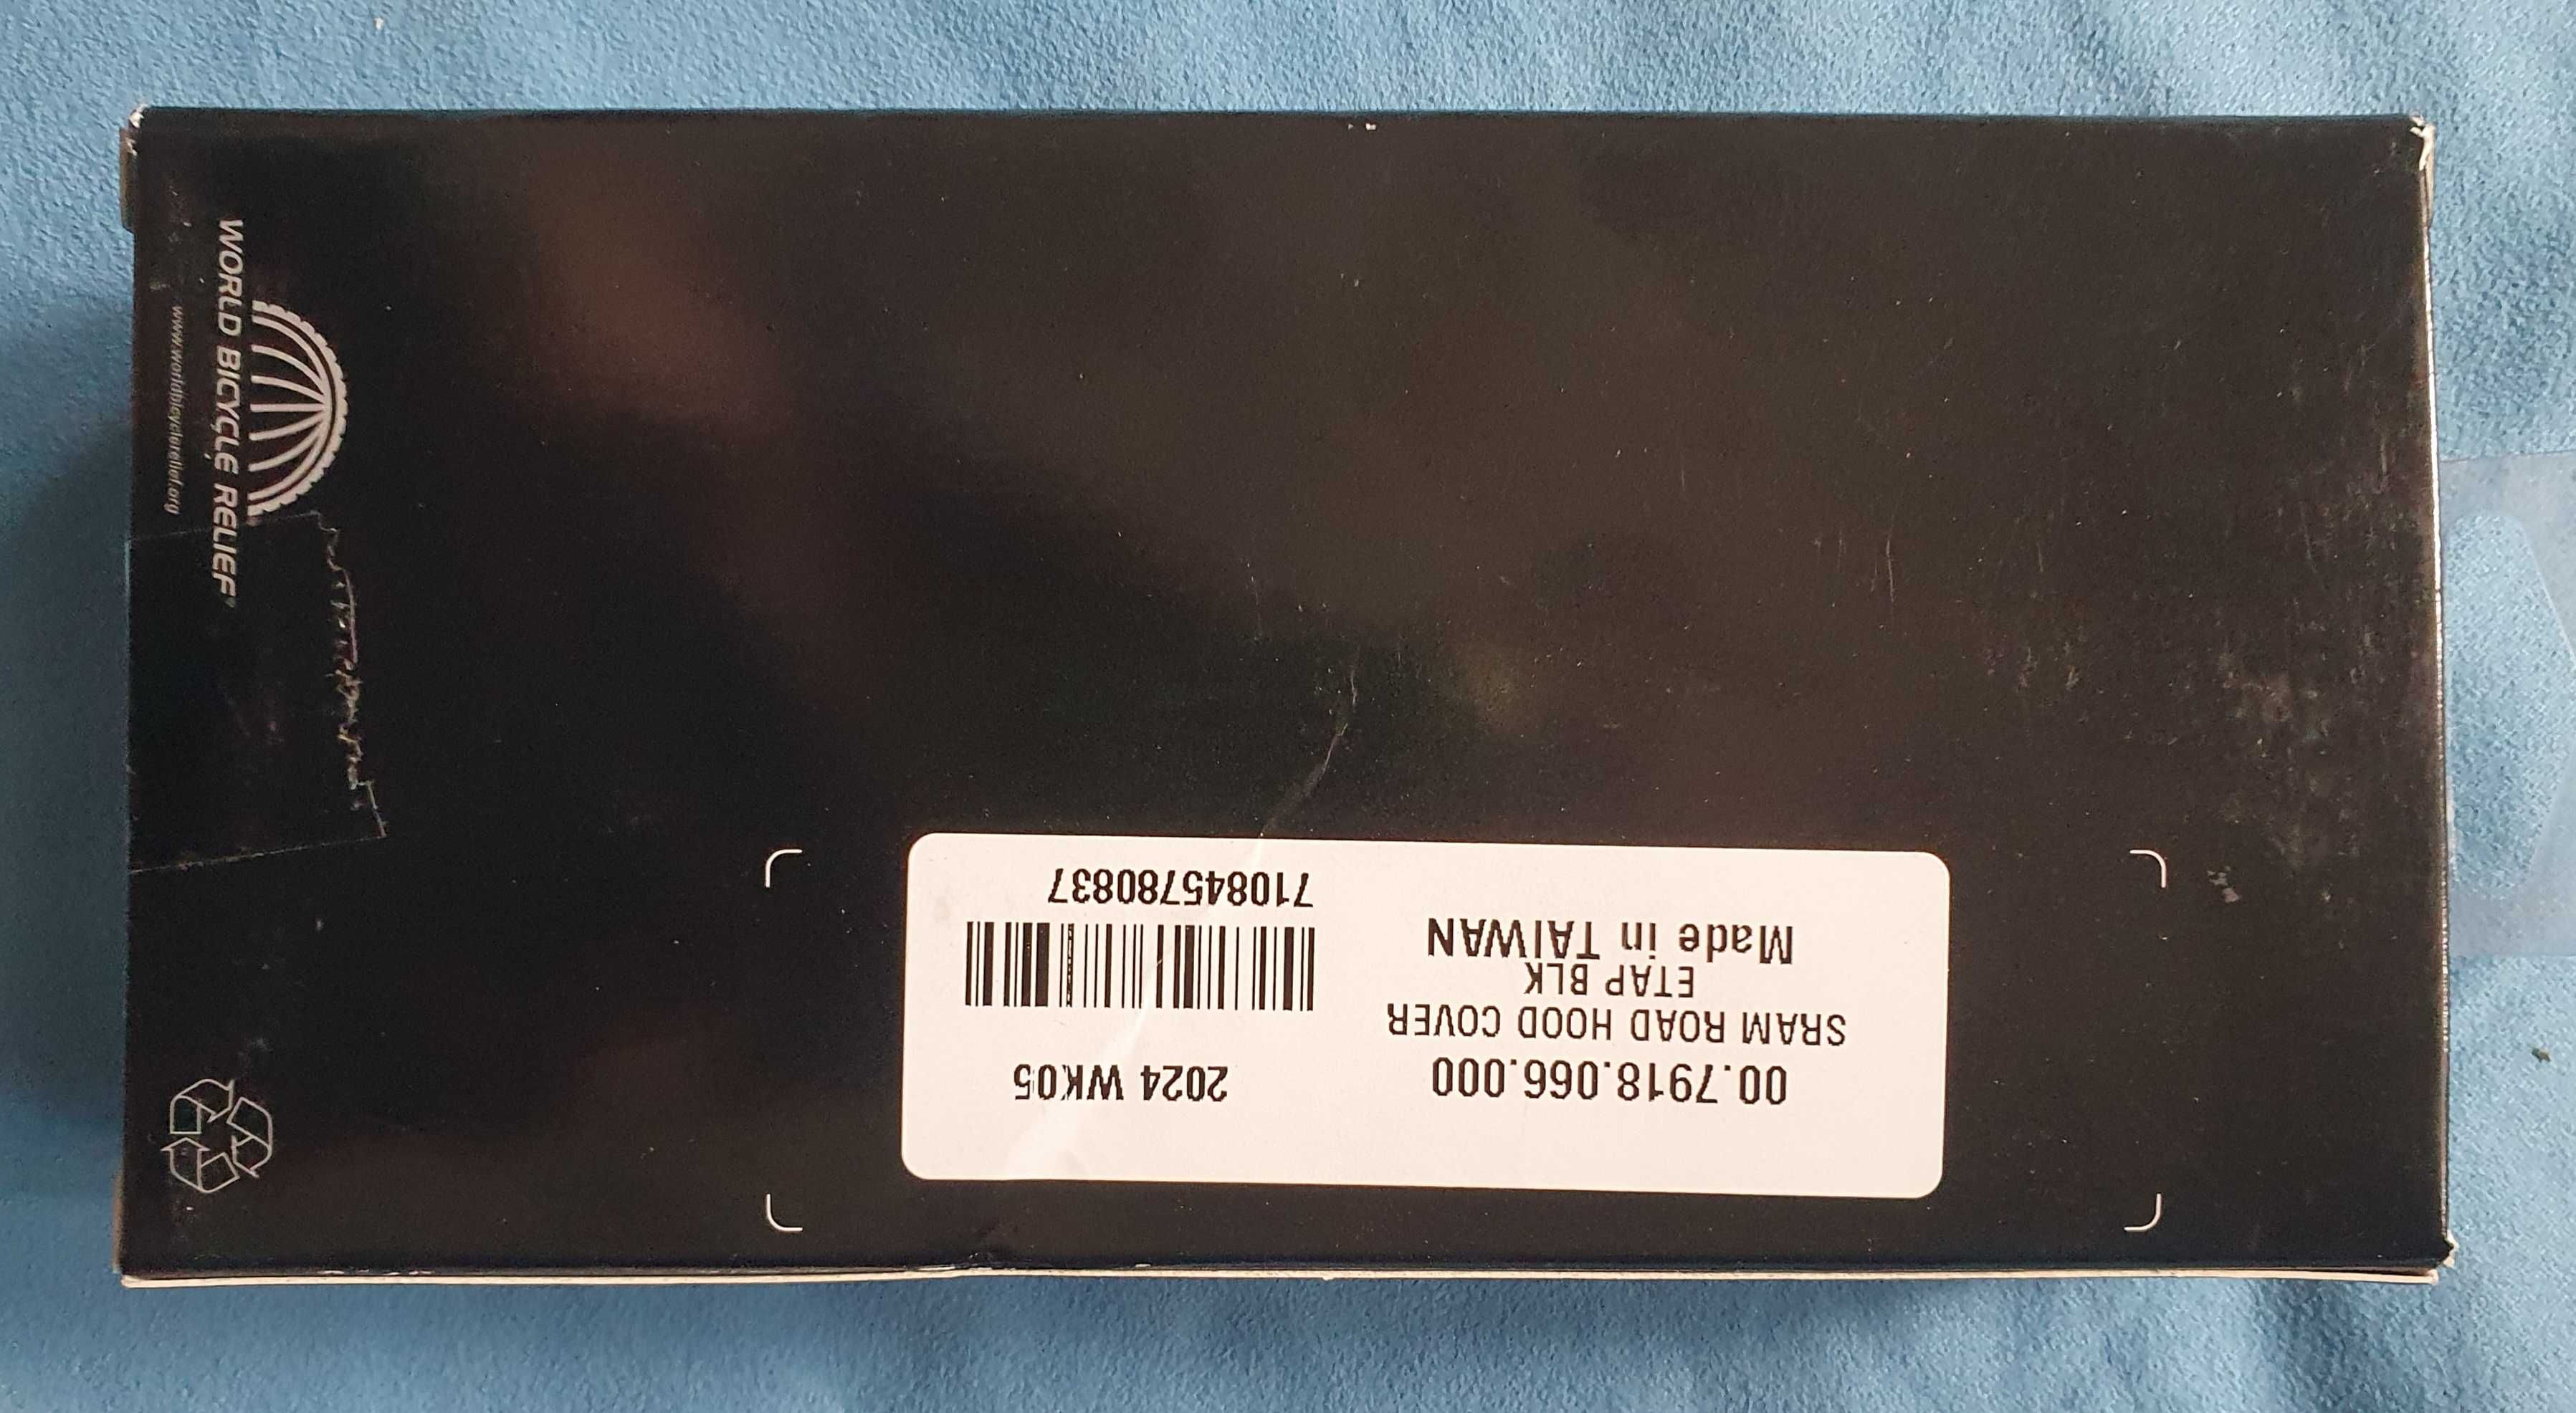 00.7918.066.000
SRAM ROAD HOOD COVER
ETAP BLK
Made in TAIWAN
2024 WK05
710845780837
WORLD BICYCLE RELIEF®
www.worldbicyclerelief.org